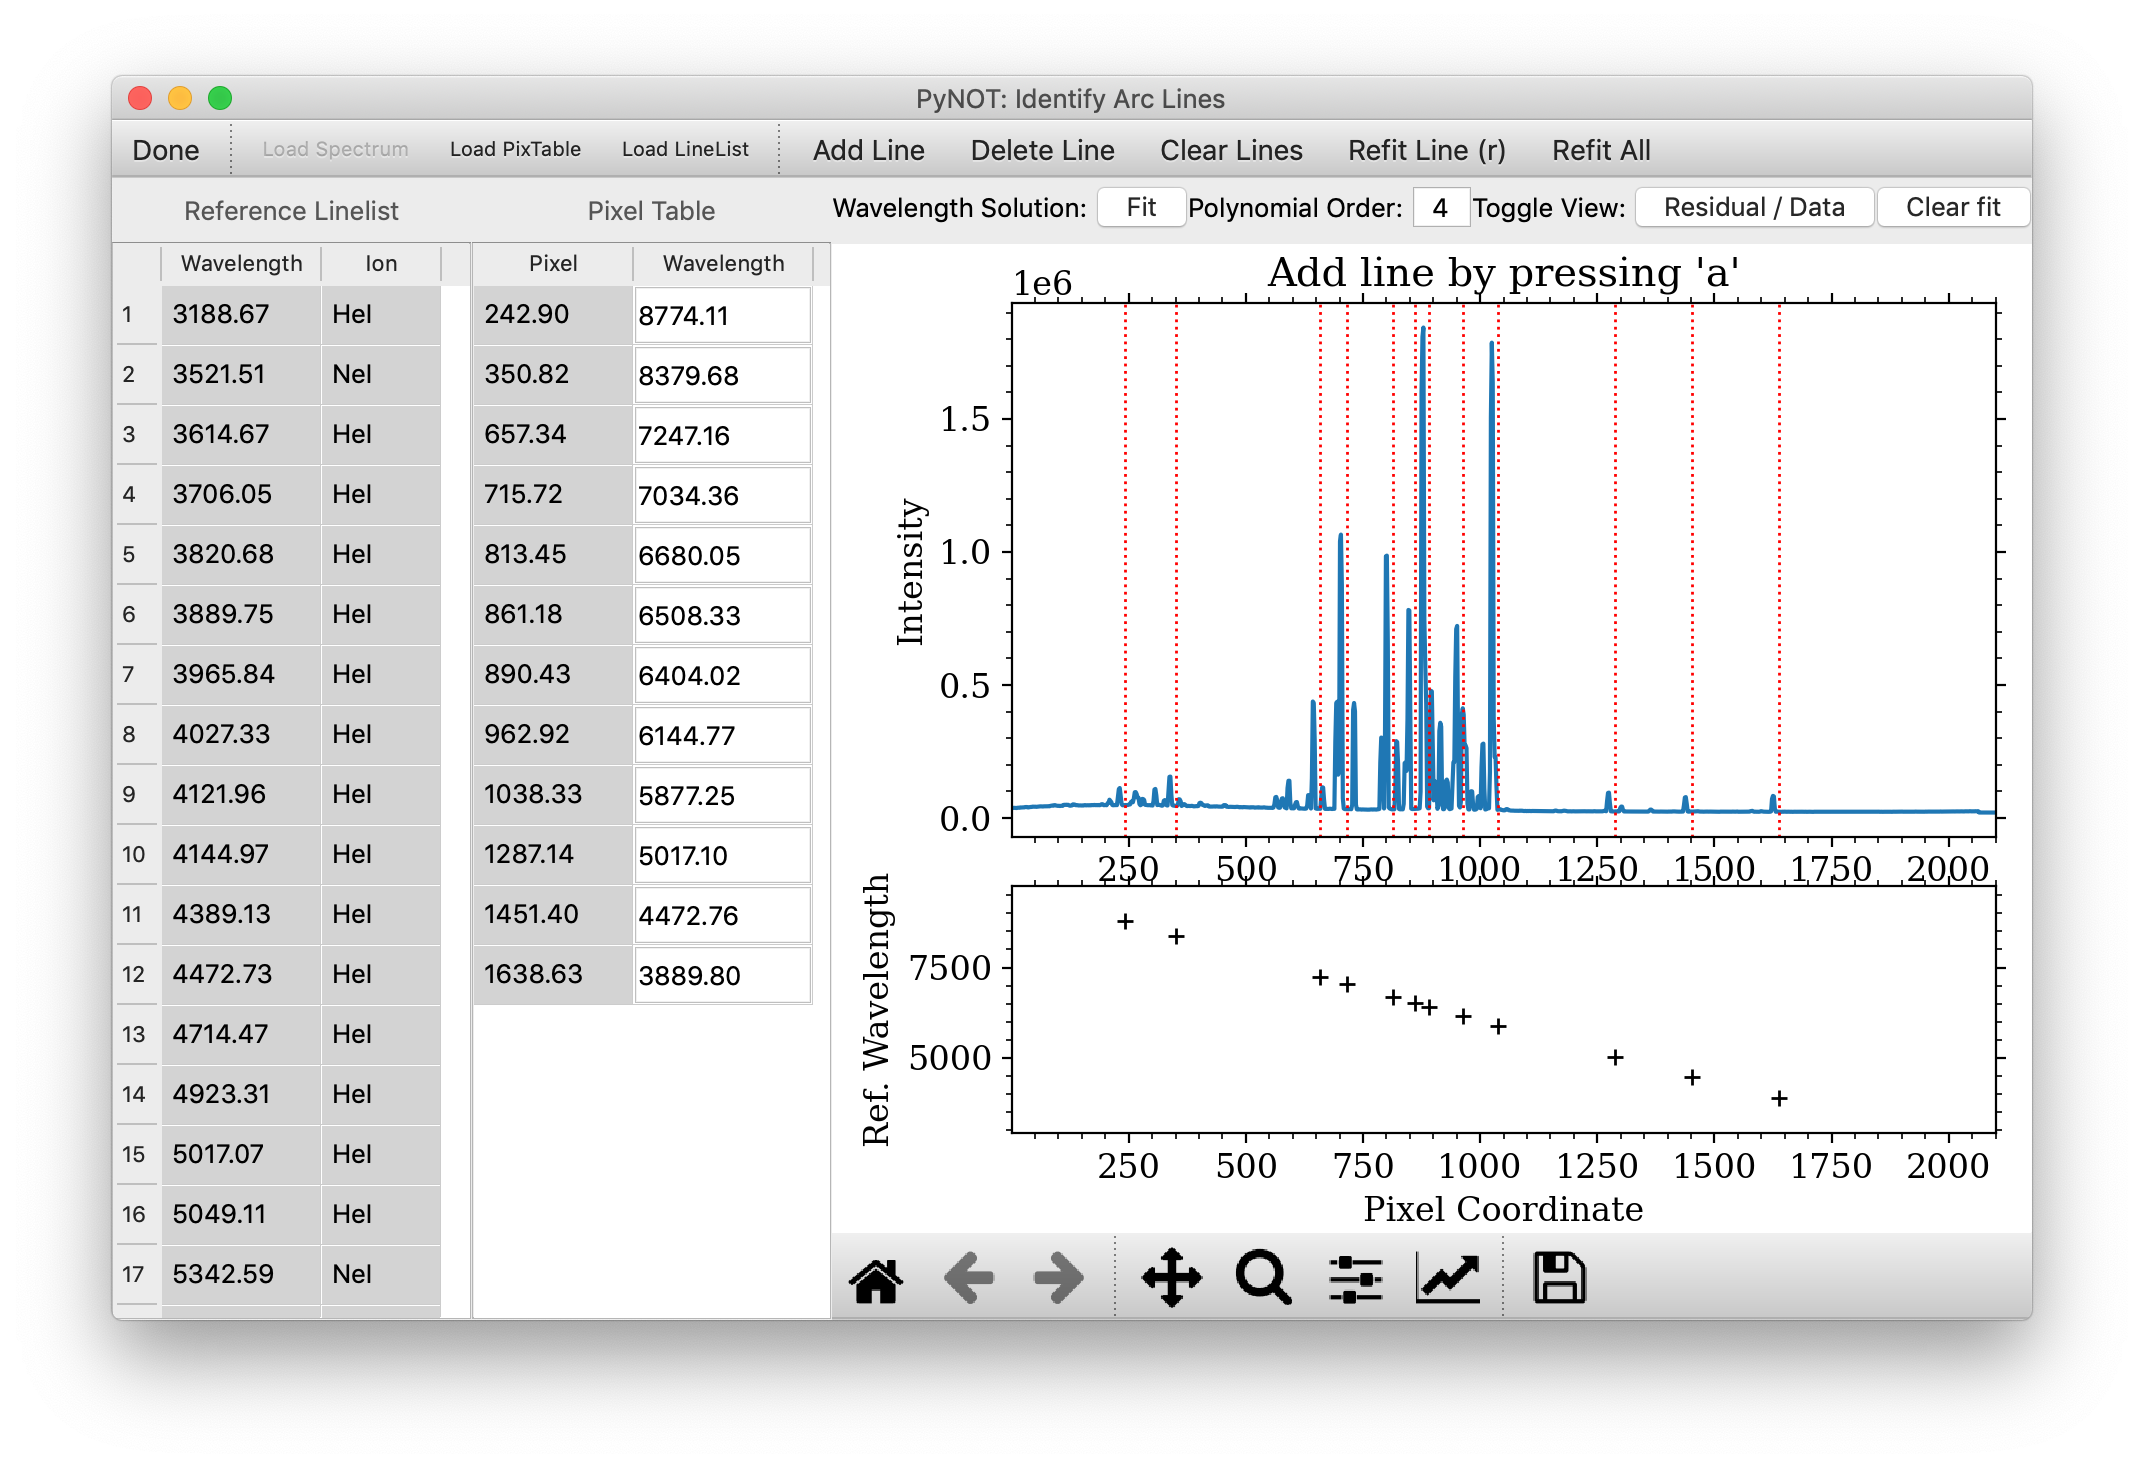 PyNOT: Identify Arc Lines
Done Load Spectrum Load PixTable Load LineList Add Line Delete Line Clear Lines Refit Line (r) Refit All
Reference Linelist Pixel Table Wavelength Solution: Fit Polynomial Order: 4 Toggle View: Residual / Data Clear fit
Wavelength Ion Pixel Wavelength
1 3188.67 HeI 242.90 8774.11
2 3521.51 NeI 350.82 8379.68
3 3614.67 HeI 657.34 7247.16
4 3706.05 HeI 715.72 7034.36
5 3820.68 HeI 813.45 6680.05
6 3889.75 HeI 861.18 6508.33
7 3965.84 HeI 890.43 6404.02
8 4027.33 HeI 962.92 6144.77
9 4121.96 HeI 1038.33 5877.25
10 4144.97 HeI 1287.14 5017.10
11 4389.13 HeI 1451.40 4472.76
12 4472.73 HeI 1638.63 3889.80
13 4714.47 HeI
14 4923.31 HeI
15 5017.07 HeI
16 5049.11 HeI
17 5342.59 NeI
1e6 Add line by pressing 'a'
Intensity
1.5
1.0
0.5
0.0
250 500 750 1000 1250 1500 1750 2000
Ref. Wavelength
7500
5000
250 500 750 1000 1250 1500 1750 2000
Pixel Coordinate